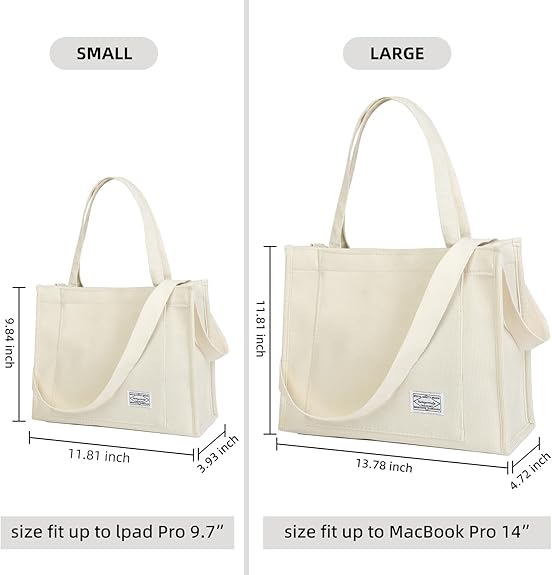 SMALL
LARGE
9.84 inch
11.81 inch
3.93 inch
11.81 inch
13.78 inch
4.72 inch
size fit up to lpad Pro 9.7″
size fit up to MacBook Pro 14″